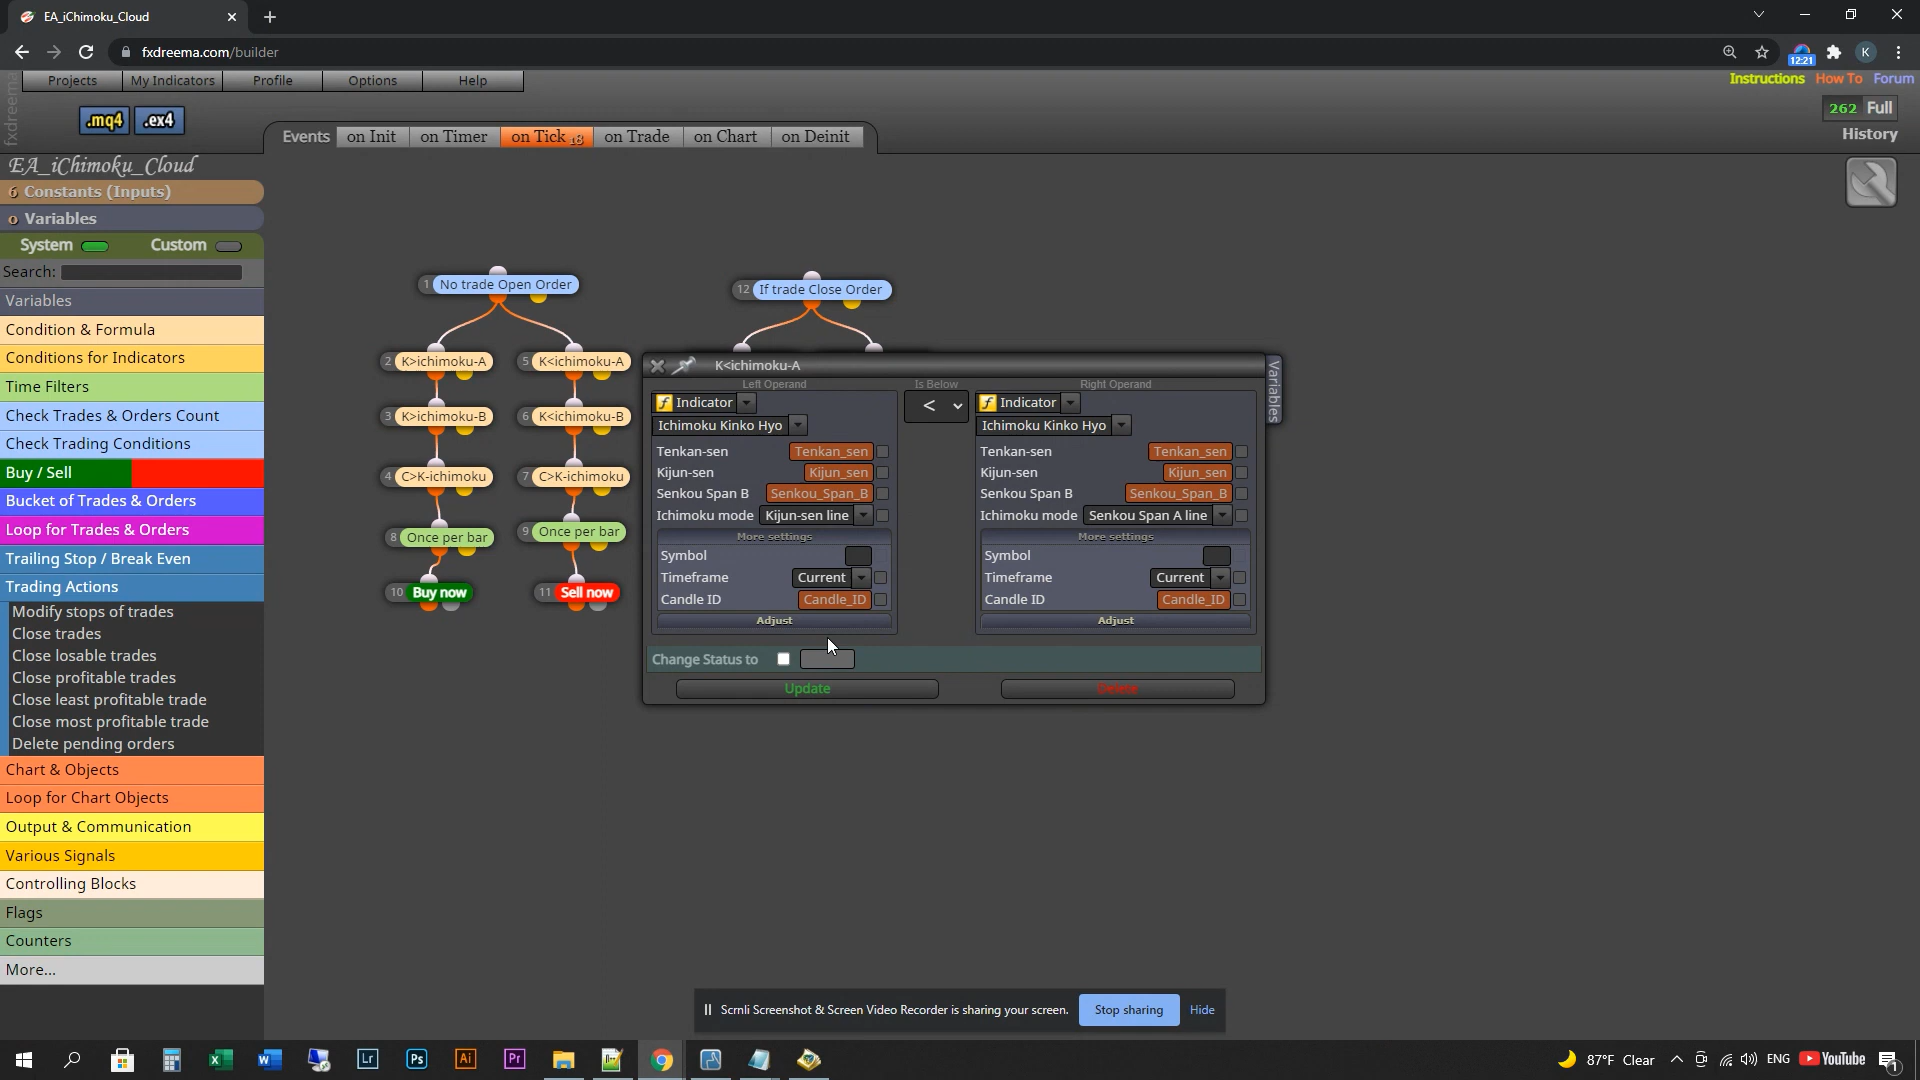 EA_iChimoku_Cloud
fxdreema.com/builder
K
12:21
Projects
My Indicators
Profile
Options
Help
Instructions
How To
Forum
fxdreema
.mq4
.ex4
262 Full
History
Events
on Init
on Timer
on Tick 18
on Trade
on Chart
on Deinit
EA_iChimoku_Cloud
6 Constants (Inputs)
0 Variables
System
Custom
Search:
Variables
Condition & Formula
Conditions for Indicators
Time Filters
Check Trades & Orders Count
Check Trading Conditions
Buy / Sell
Bucket of Trades & Orders
Loop for Trades & Orders
Trailing Stop / Break Even
Trading Actions
Modify stops of trades
Close trades
Close losable trades
Close profitable trades
Close least profitable trade
Close most profitable trade
Delete pending orders
Chart & Objects
Loop for Chart Objects
Output & Communication
Various Signals
Controlling Blocks
Flags
Counters
More...
1 No trade Open Order
12 If trade Close Order
2 K>ichimoku-A
5 K<ichimoku-A
3 K>ichimoku-B
6 K<ichimoku-B
4 C>K-ichimoku
7 C>K-ichimoku
8 Once per bar
9 Once per bar
10 Buy now
11 Sell now
K<ichimoku-A
Left Operand
Is Below
Right Operand
Variables
f Indicator
<
f Indicator
Ichimoku Kinko Hyo
Ichimoku Kinko Hyo
Tenkan-sen Tenkan_sen
Tenkan-sen Tenkan_sen
Kijun-sen Kijun_sen
Kijun-sen Kijun_sen
Senkou Span B Senkou_Span_B
Senkou Span B Senkou_Span_B
Ichimoku mode Kijun-sen line
Ichimoku mode Senkou Span A line
More settings
More settings
Symbol
Symbol
Timeframe Current
Timeframe Current
Candle ID Candle_ID
Candle ID Candle_ID
Adjust
Adjust
Change Status to
Update
Delete
Scrnli Screenshot & Screen Video Recorder is sharing your screen.
Stop sharing
Hide
Lr
Ps
Ai
Pr
87°F Clear
ENG
YouTube
1